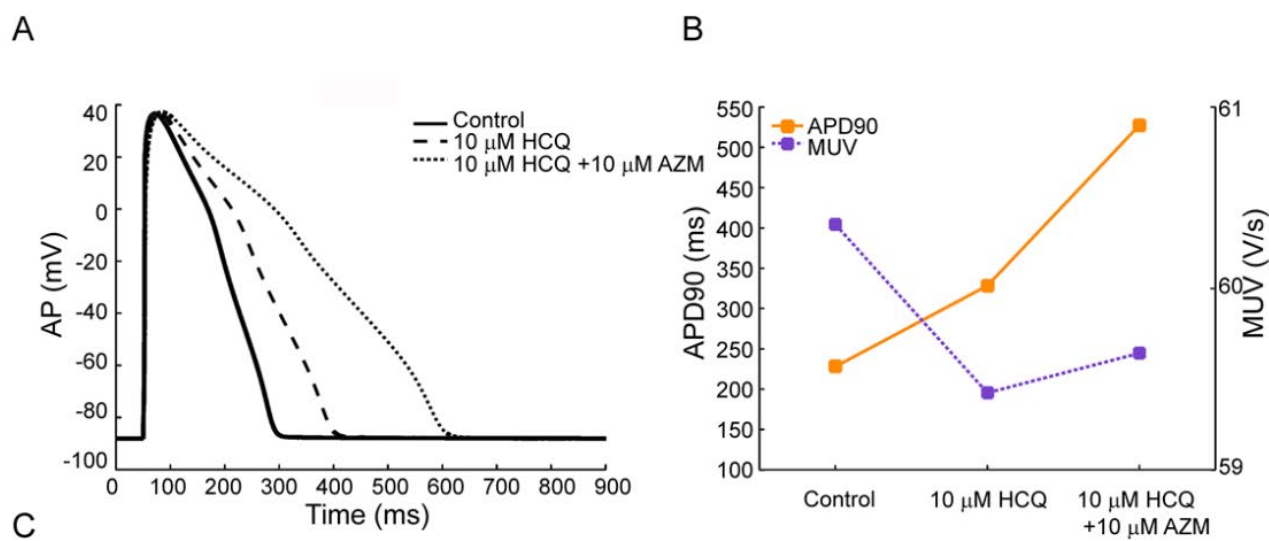 A
B
40
20
0
-20
-40
-60
-80
-100
AP (mV)
Control
10 μM HCQ
10 μM HCQ +10 μM AZM
0 100 200 300 400 500 600 700 800 900
Time (ms)
550
500
450
400
350
300
250
200
150
100
APD90 (ms)
APD90
MUV
61
60
59
MUV (V/s)
Control
10 μM HCQ
10 μM HCQ
+10 μM AZM
C